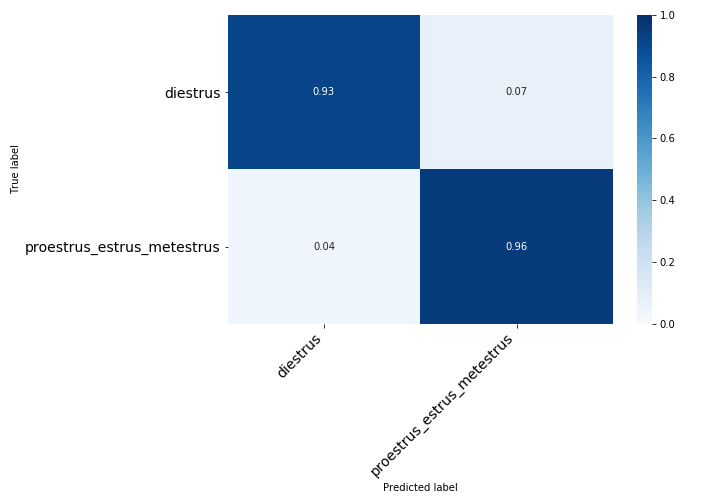 True label
diestrus
proestrus_estrus_metestrus
0.93
0.07
0.04
0.96
diestrus
proestrus_estrus_metestrus
Predicted label
1.0
0.8
0.6
0.4
0.2
0.0